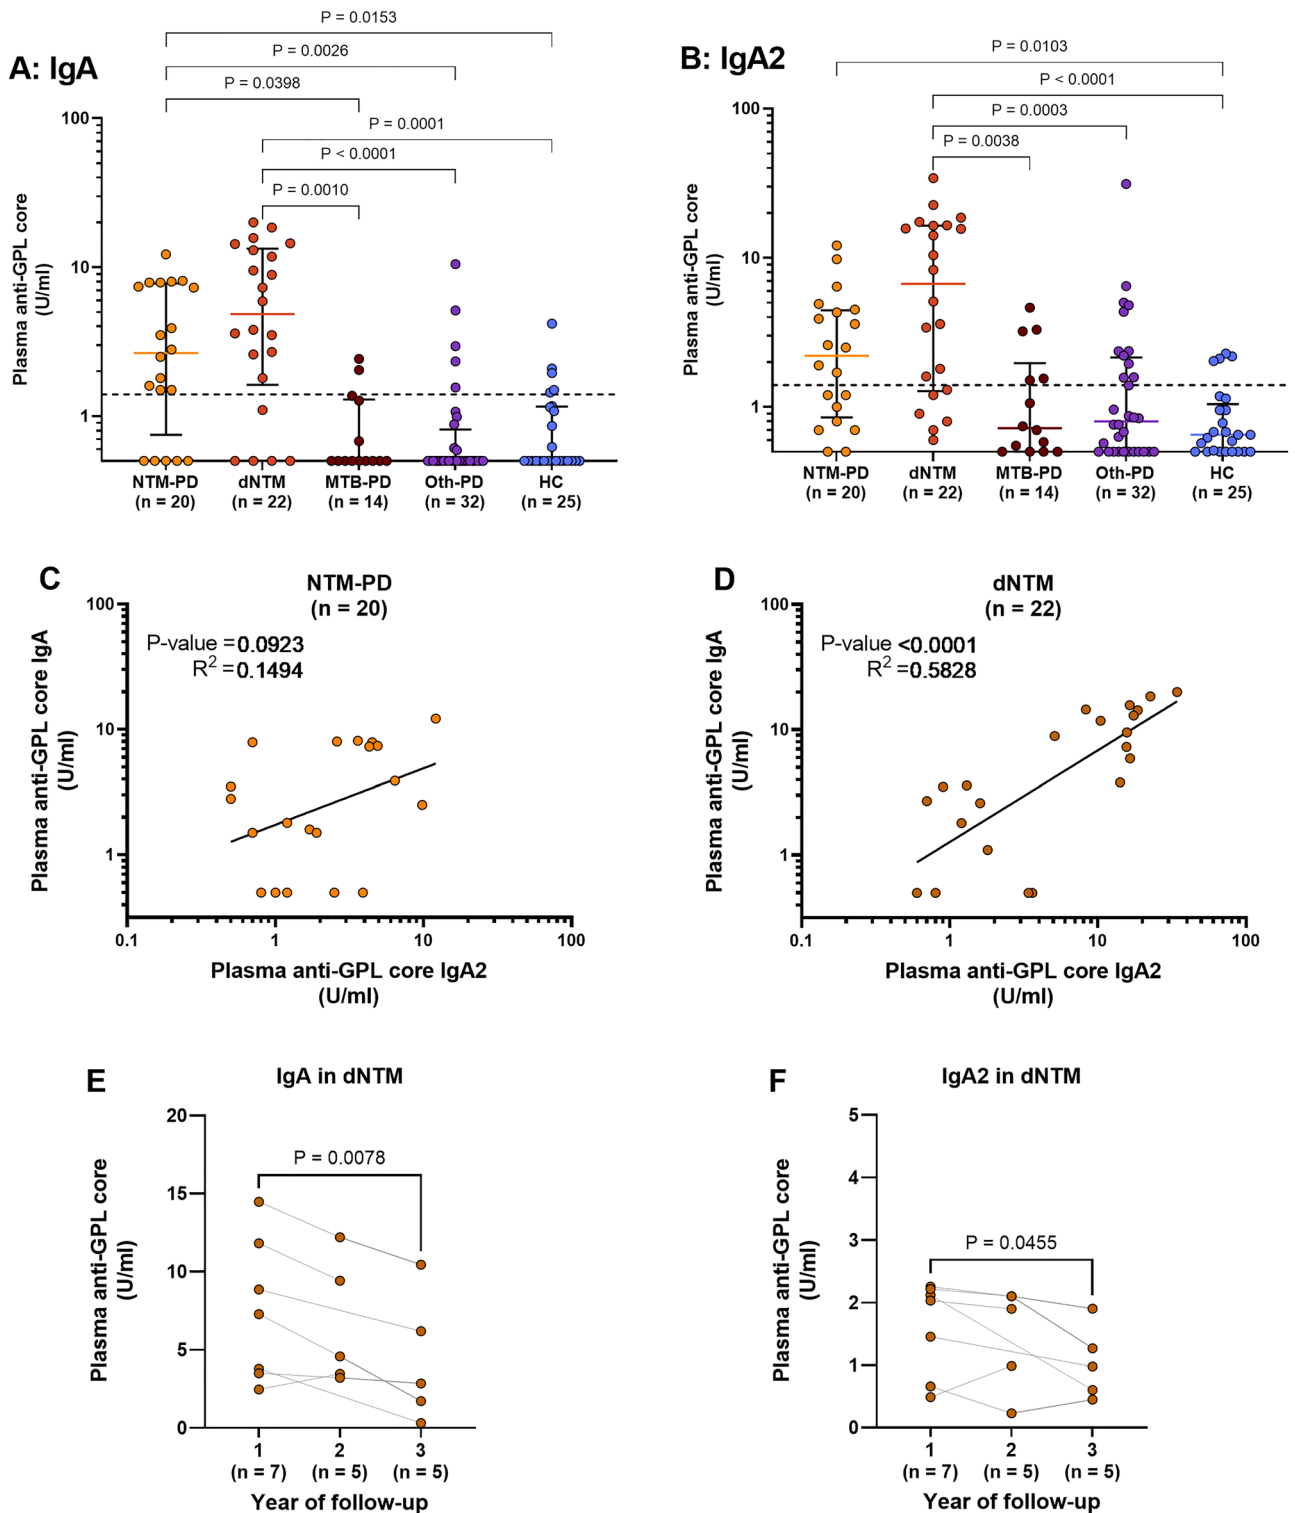 A: IgA
P = 0.0153
P = 0.0026
P = 0.0398
P = 0.0001
P < 0.0001
P = 0.0010
Plasma anti-GPL core
(U/ml)
100
10
1
NTM-PD
(n = 20)
dNTM
(n = 22)
MTB-PD
(n = 14)
Oth-PD
(n = 32)
HC
(n = 25)
B: IgA2
P = 0.0103
P < 0.0001
P = 0.0003
P = 0.0038
Plasma anti-GPL core
(U/ml)
100
10
1
NTM-PD
(n = 20)
dNTM
(n = 22)
MTB-PD
(n = 14)
Oth-PD
(n = 32)
HC
(n = 25)
C
NTM-PD
(n = 20)
P-value =0.0923
R2 =0.1494
Plasma anti-GPL core IgA
(U/ml)
100
10
1
0.1
1
10
100
Plasma anti-GPL core IgA2
(U/ml)
D
dNTM
(n = 22)
P-value <0.0001
R2 =0.5828
Plasma anti-GPL core IgA
(U/ml)
100
10
1
0.1
1
10
100
Plasma anti-GPL core IgA2
(U/ml)
E
IgA in dNTM
P = 0.0078
Plasma anti-GPL core
(U/ml)
20
15
10
5
0
1
(n = 7)
2
(n = 5)
3
(n = 5)
Year of follow-up
F
IgA2 in dNTM
P = 0.0455
Plasma anti-GPL core
(U/ml)
5
4
3
2
1
0
1
(n = 7)
2
(n = 5)
3
(n = 5)
Year of follow-up